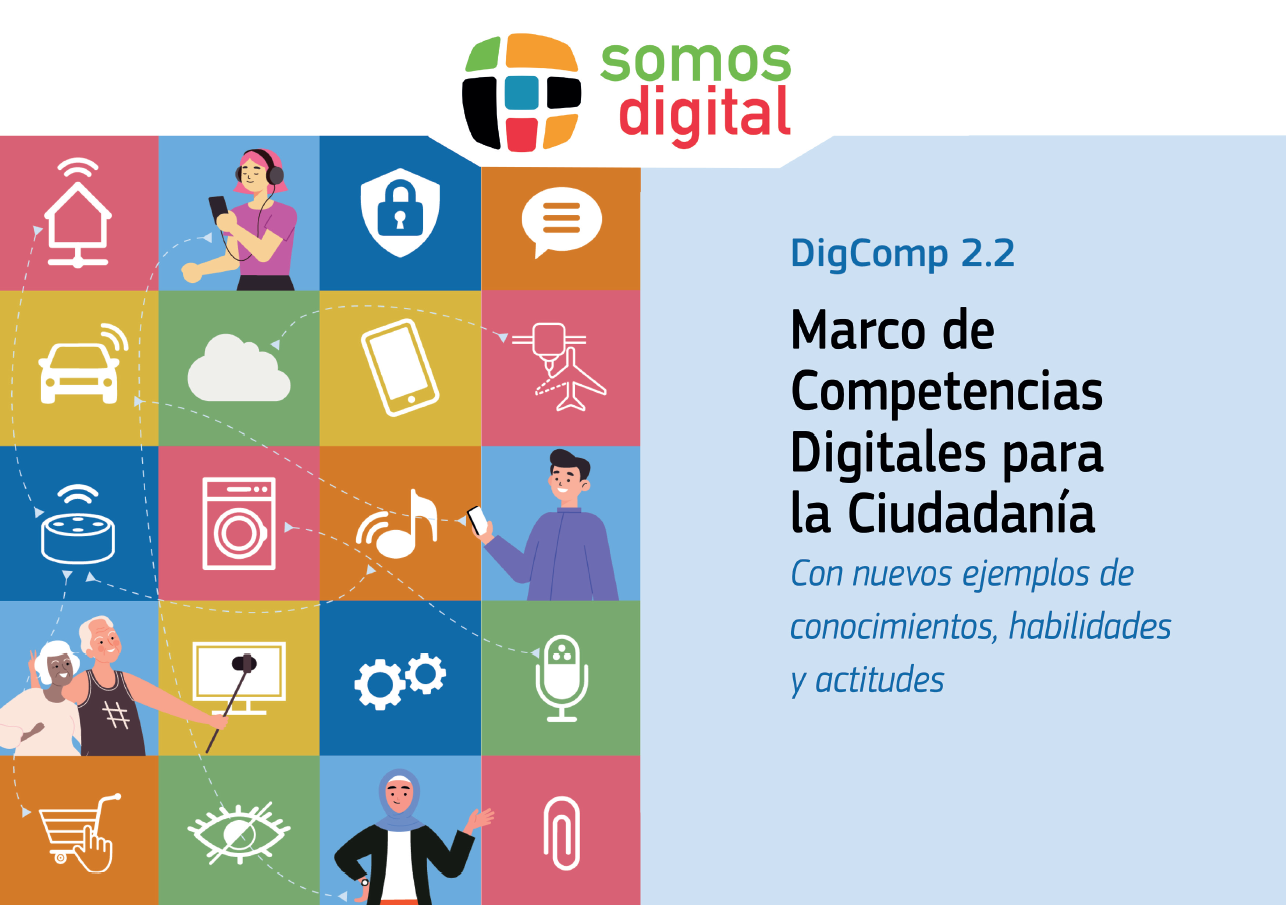 somos
digital
DigComp 2.2
Marco de
Competencias
Digitales para
la Ciudadanía
Con nuevos ejemplos de
conocimientos, habilidades
y actitudes